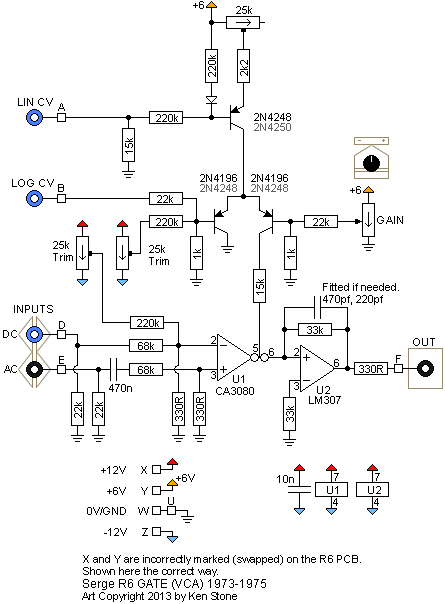 +6
25k
220k
2k2
LIN CV
A
220k
2N4248
2N4250
15k
LOG CV
B
22k
220k
2N4196
2N4248
2N4196
2N4248
- +
+6
22k
GAIN
1k
1k
25k
Trim
25k
Trim
15k
Fitted if needed.
470pf, 220pf
INPUTS
DC
D
220k
33k
68k
2
5
6
2
6
OUT
F
330R
AC
E
470n
68k
3
U1
CA3080
3
U2
LM307
22k
22k
330R
330R
33k
+12V X
+6V Y +6V
U
0V/GND W
-12V Z
10n
7
U1
4
7
U2
4
X and Y are incorrectly marked (swapped) on the R6 PCB.
Shown here the correct way.
Serge R6 GATE (VCA) 1973-1975
Art Copyright 2013 by Ken Stone